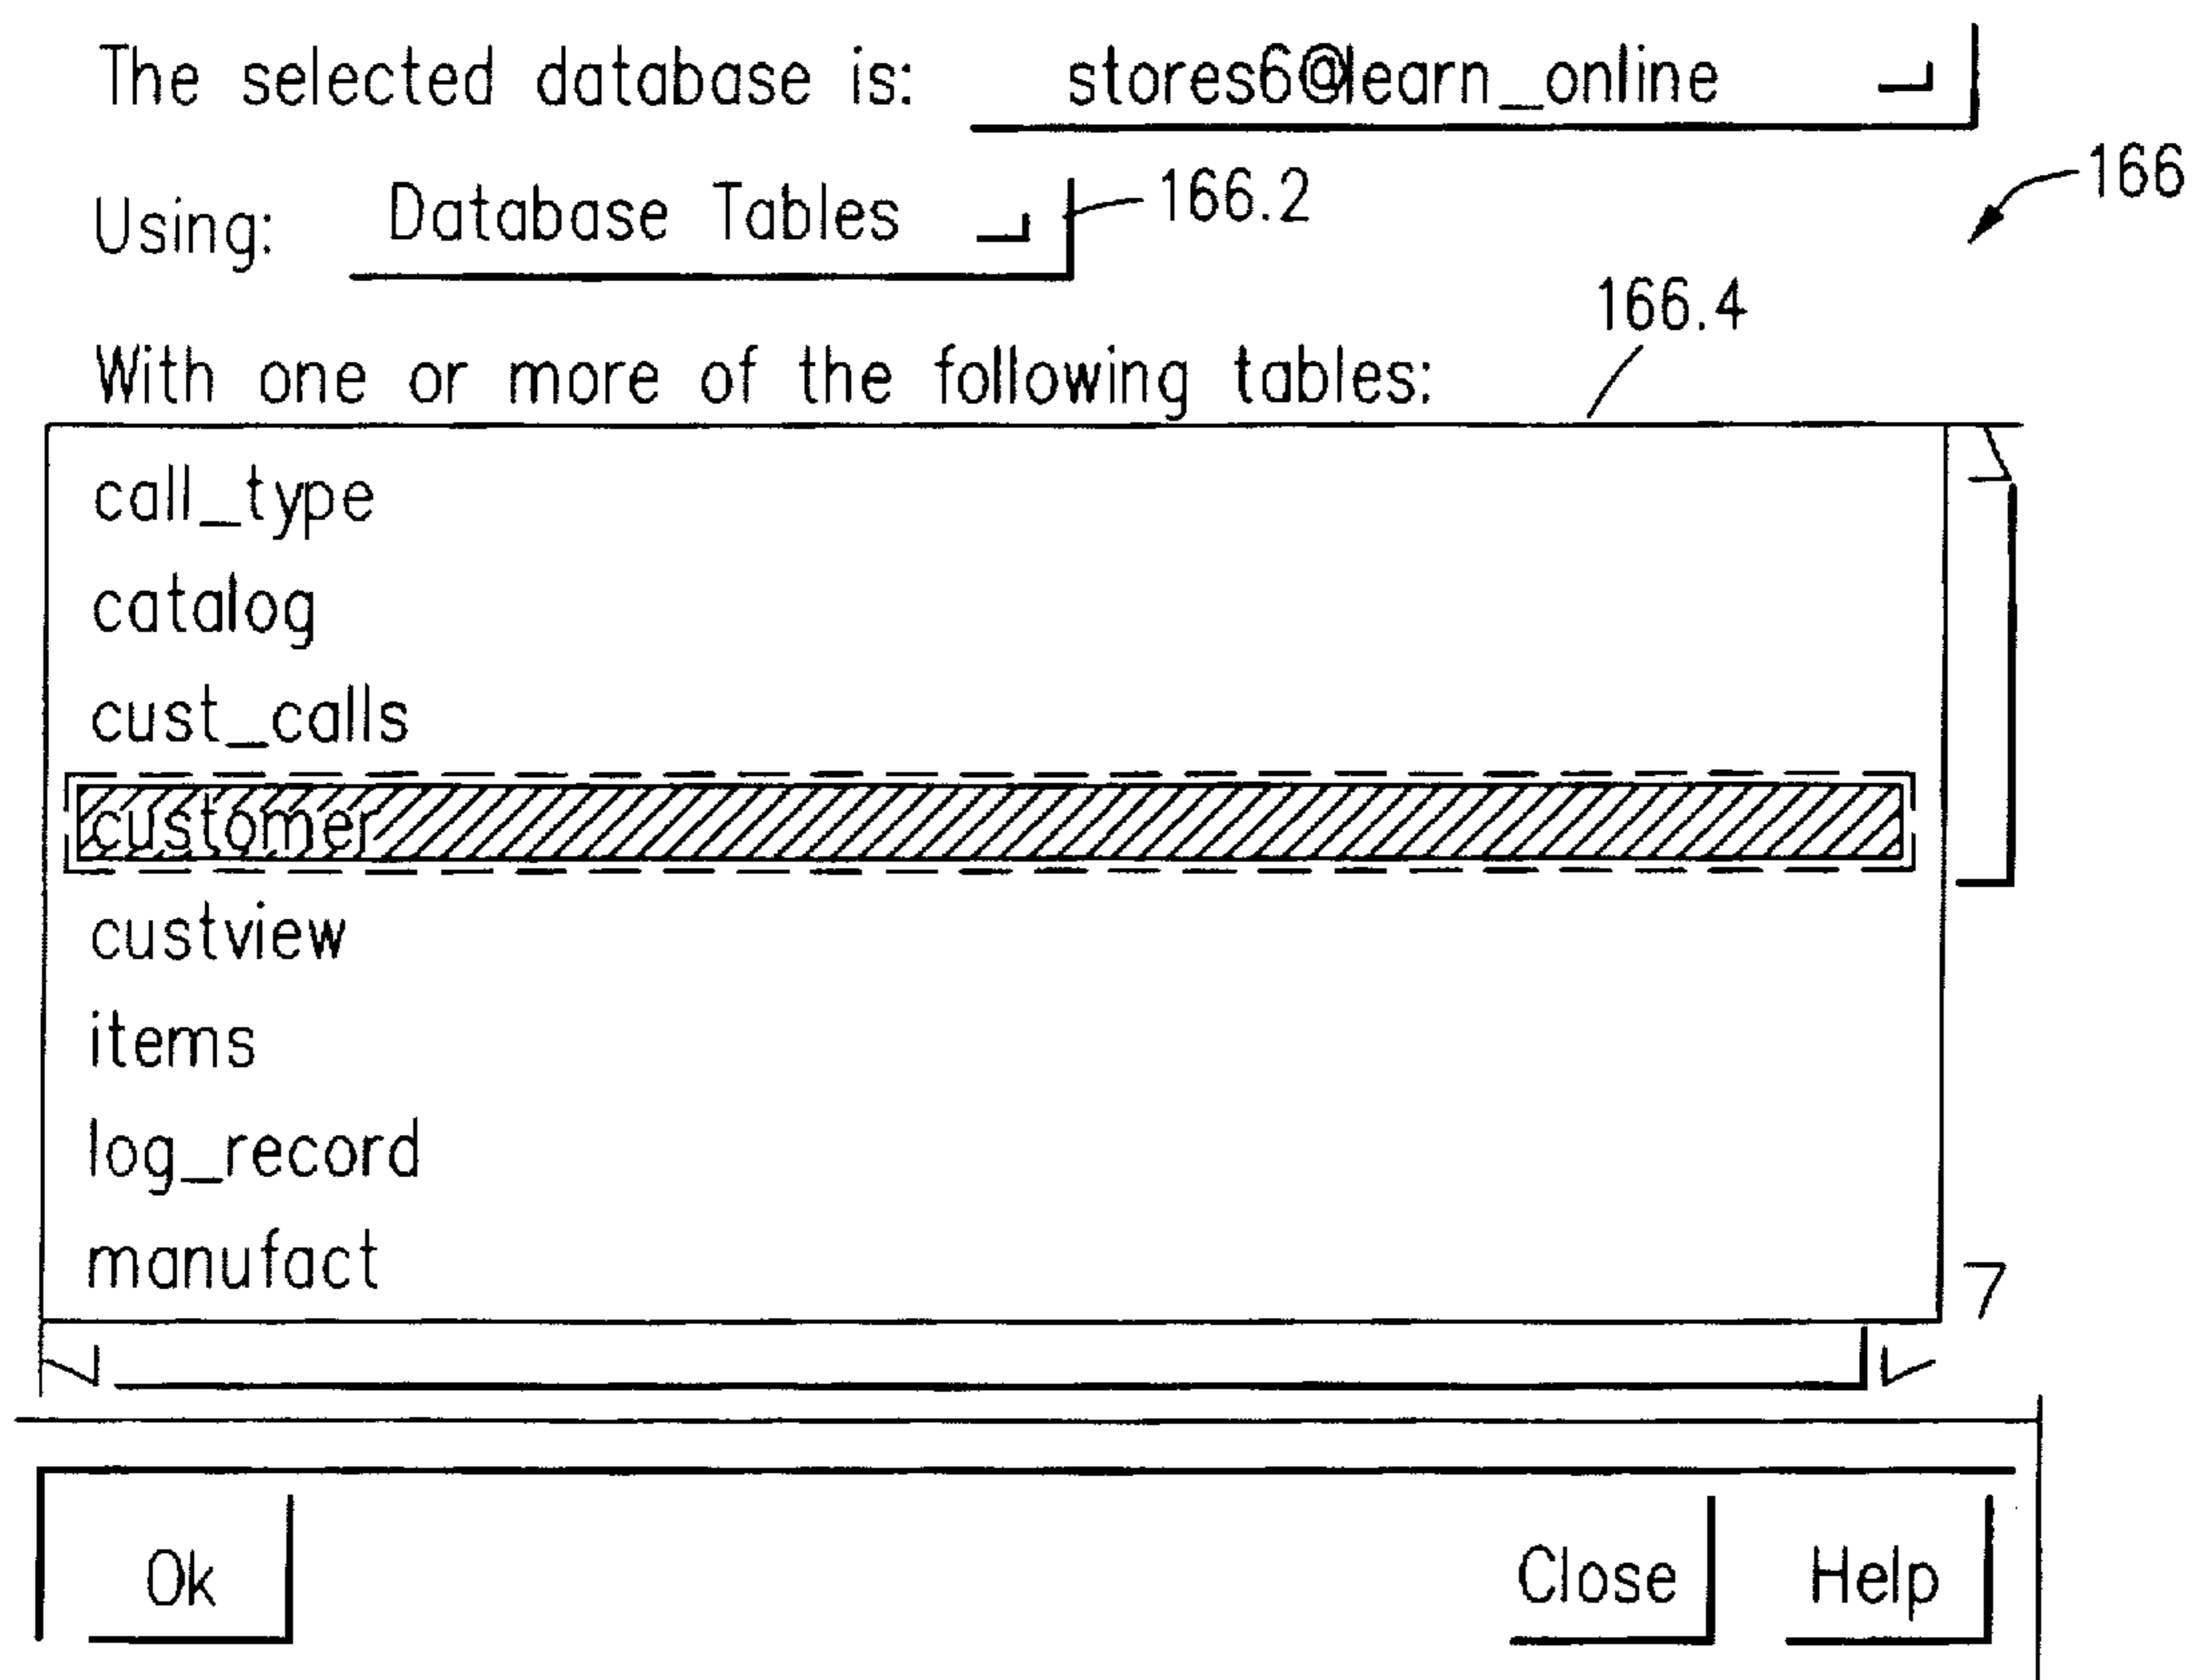 The selected database is: stores6@learn_online
166
Using: Database Tables 166.2
166.4
With one or more of the following tables:
call_type
catalog
cust_calls
customer
custview
items
log_record
manufact
Ok Close Help